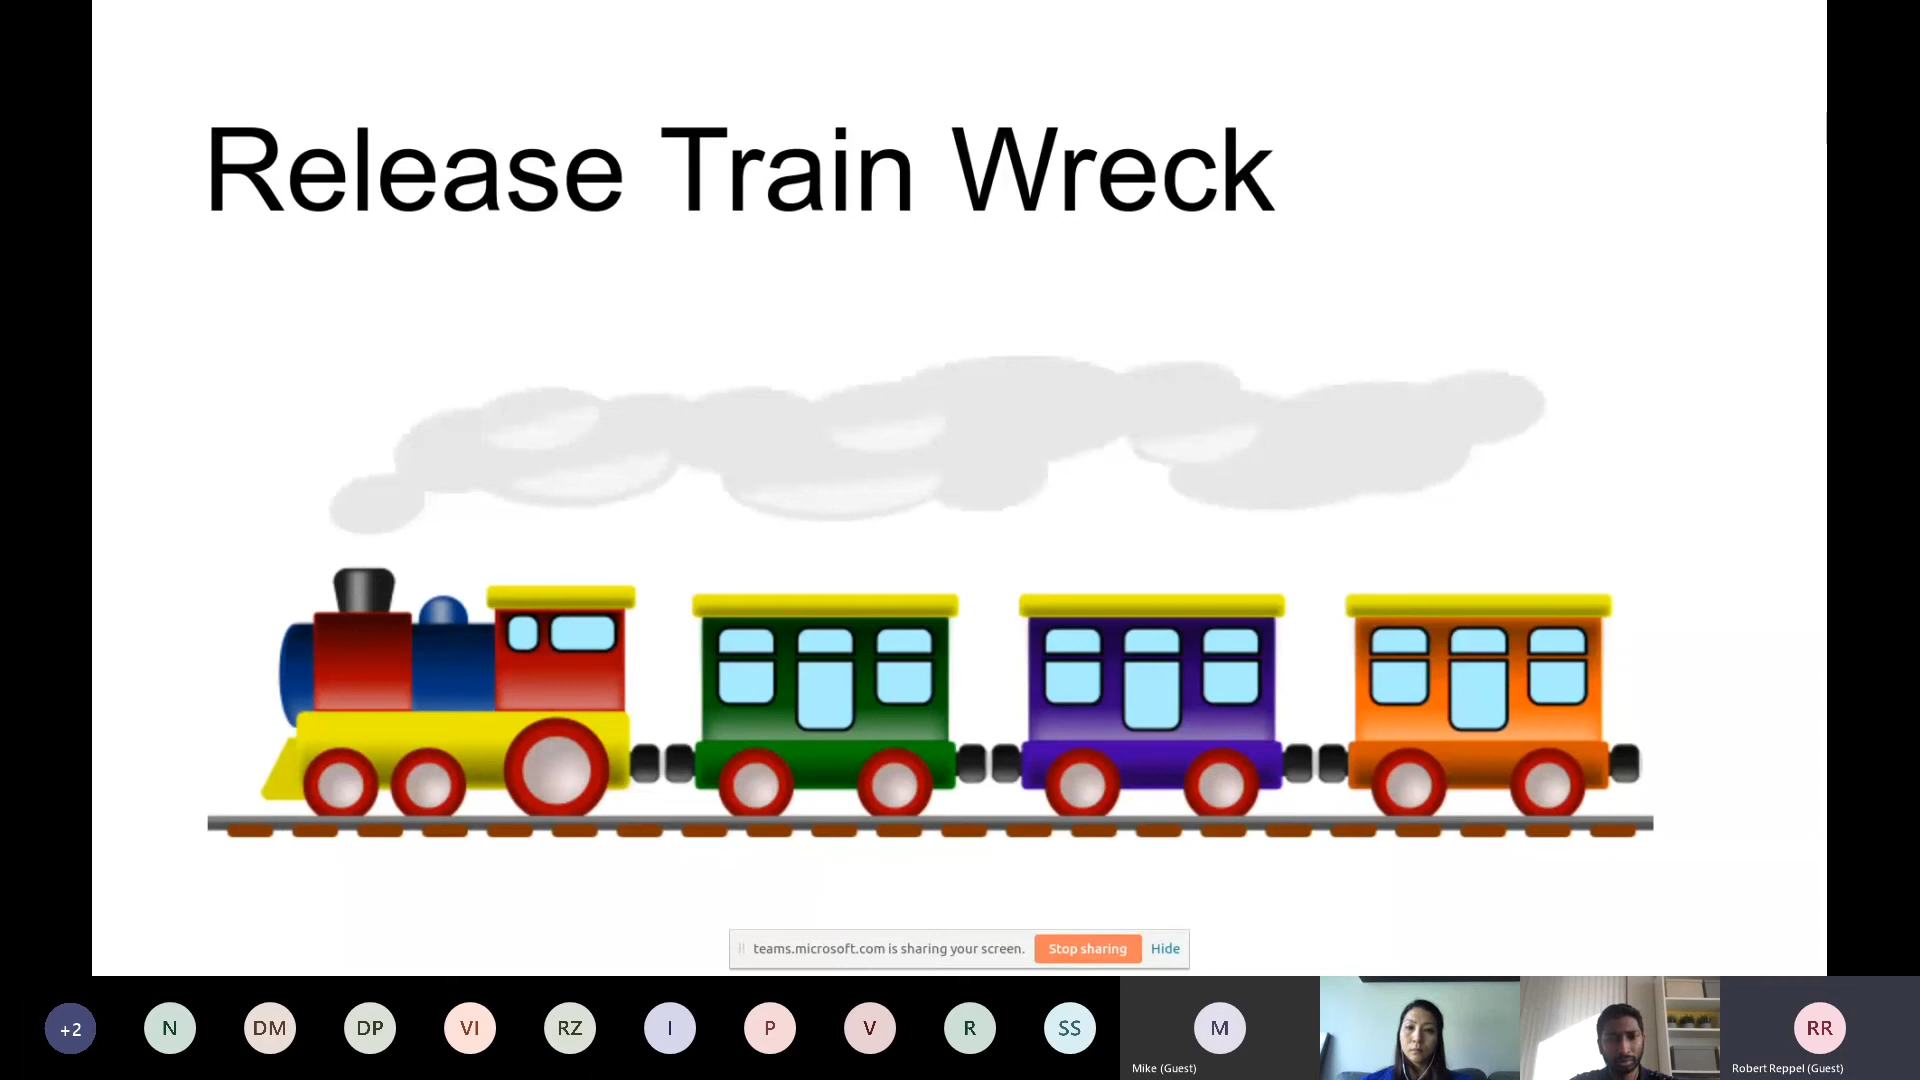 Release Train Wreck
teams.microsoft.com is sharing your screen. Stop sharing Hide
+2 N DM DP VI RZ I P V R SS M RR
Mike (Guest) Robert Reppel (Guest)